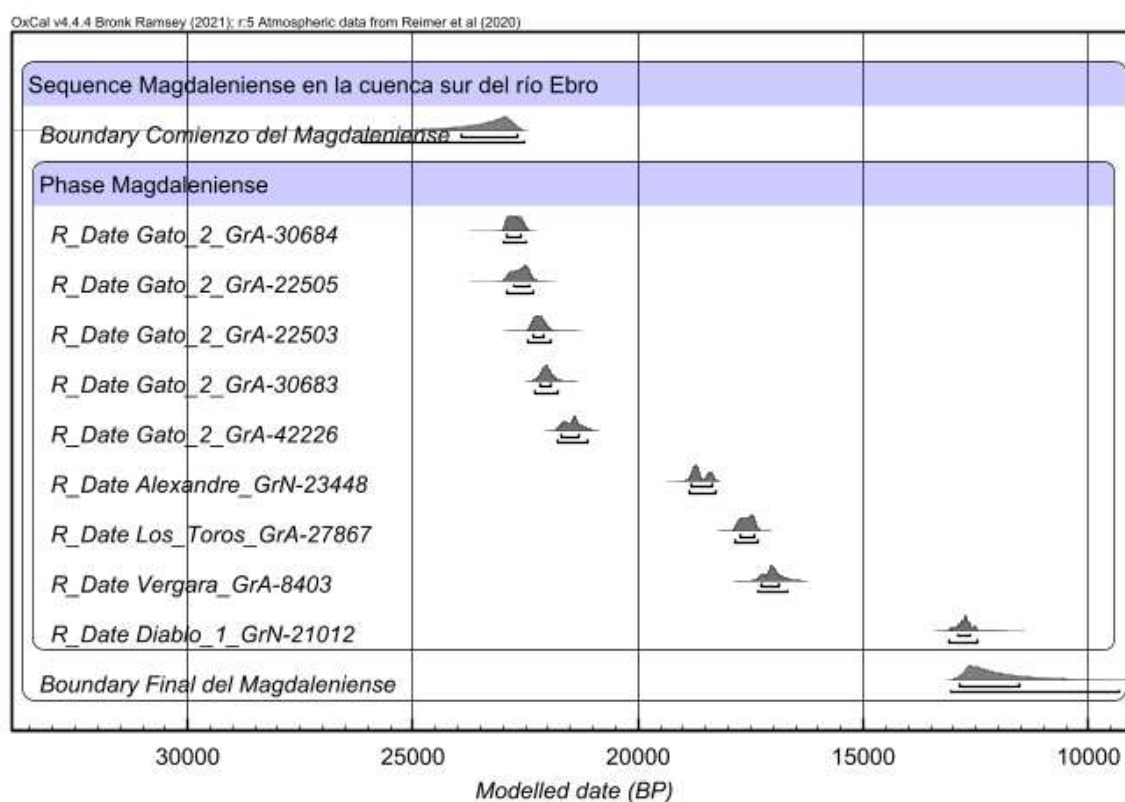 OxCal v4.4.4 Bronk Ramsey (2021); r:5 Atmospheric data from Reimer et al (2020)
Sequence Magdaleniense en la cuenca sur del río Ebro
Boundary Comienzo del Magdaleniense
Phase Magdaleniense
R_Date Gato_2_GrA-30684
R_Date Gato_2_GrA-22505
R_Date Gato_2_GrA-22503
R_Date Gato_2_GrA-30683
R_Date Gato_2_GrA-42226
R_Date Alexandre_GrN-23448
R_Date Los_Toros_GrA-27867
R_Date Vergara_GrA-8403
R_Date Diablo_1_GrN-21012
Boundary Final del Magdaleniense
30000 25000 20000 15000 10000
Modelled date (BP)